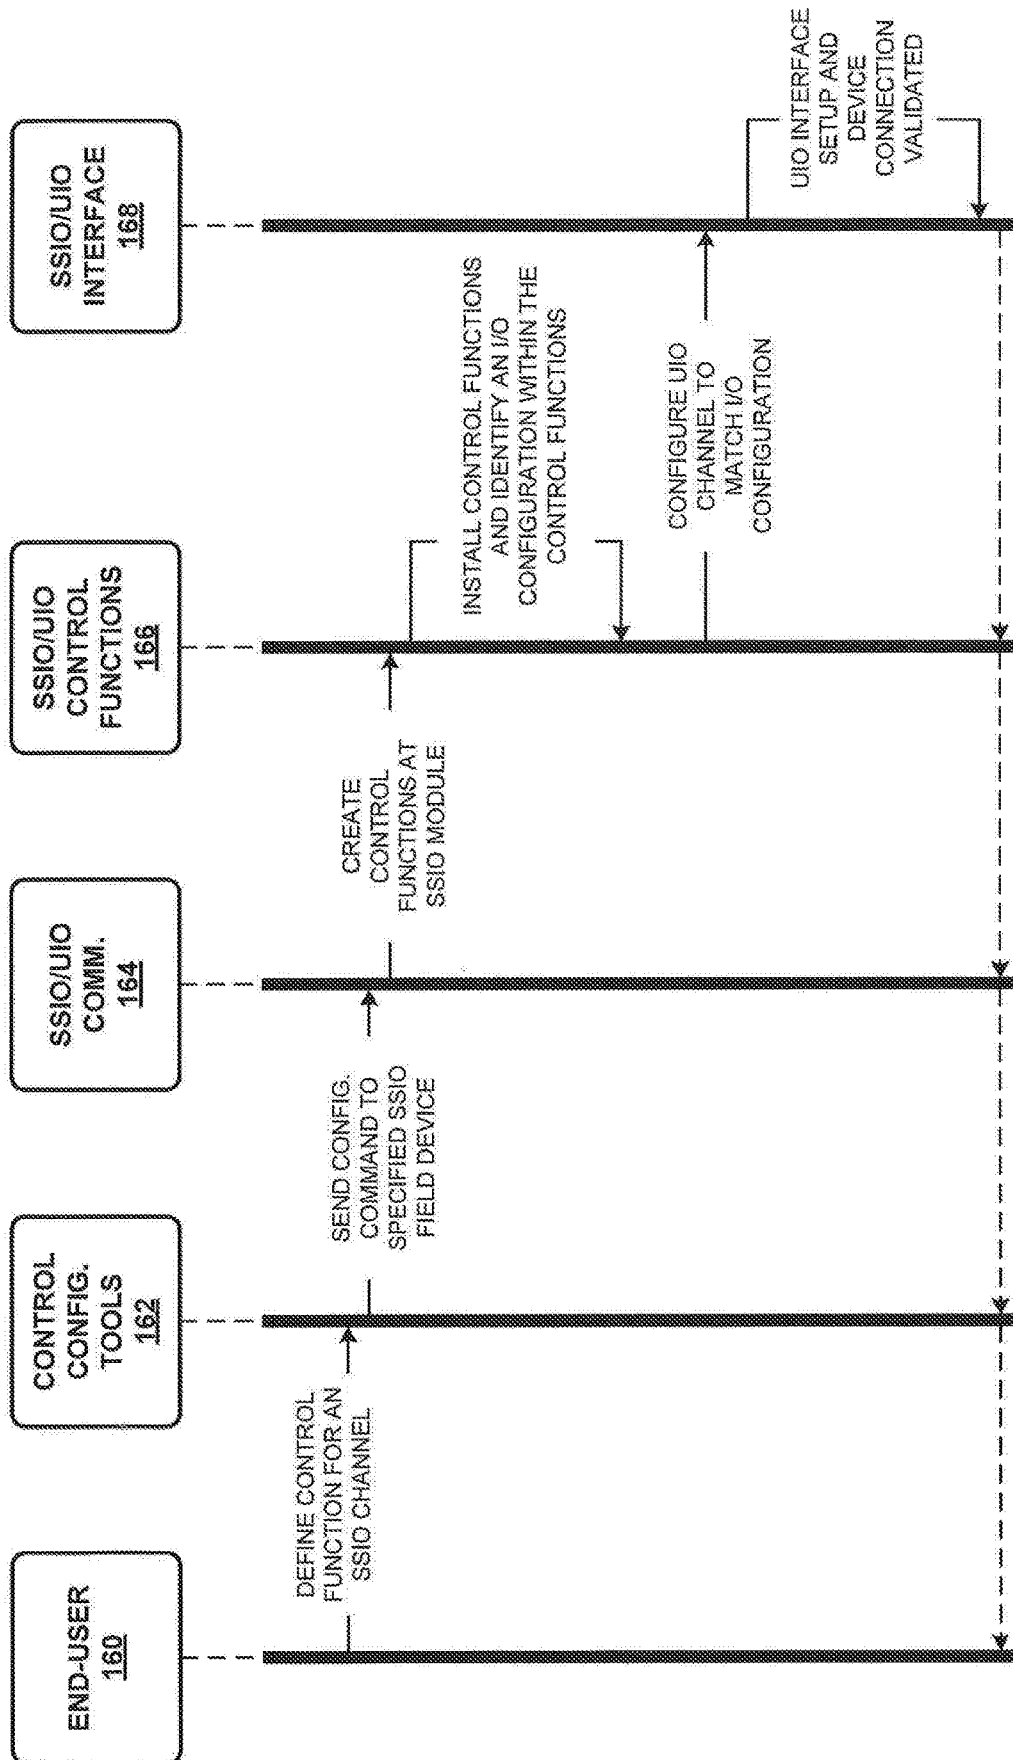 END-USER
160
CONTROL
CONFIG.
TOOLS
162
SSIO/UIO
COMM.
164
SSIO/UIO
CONTROL
FUNCTIONS
166
SSIO/UIO
INTERFACE
168
DEFINE CONTROL
FUNCTION FOR AN
SSIO CHANNEL
SEND CONFIG.
COMMAND TO
SPECIFIED SSIO
FIELD DEVICE
CREATE
CONTROL
FUNCTIONS AT
SSIO MODULE
INSTALL CONTROL FUNCTIONS
AND IDENTIFY AN I/O
CONFIGURATION WITHIN THE
CONTROL FUNCTIONS
CONFIGURE UIO
CHANNEL TO
MATCH I/O
CONFIGURATION
UIO INTERFACE
SETUP AND
DEVICE
CONNECTION
VALIDATED